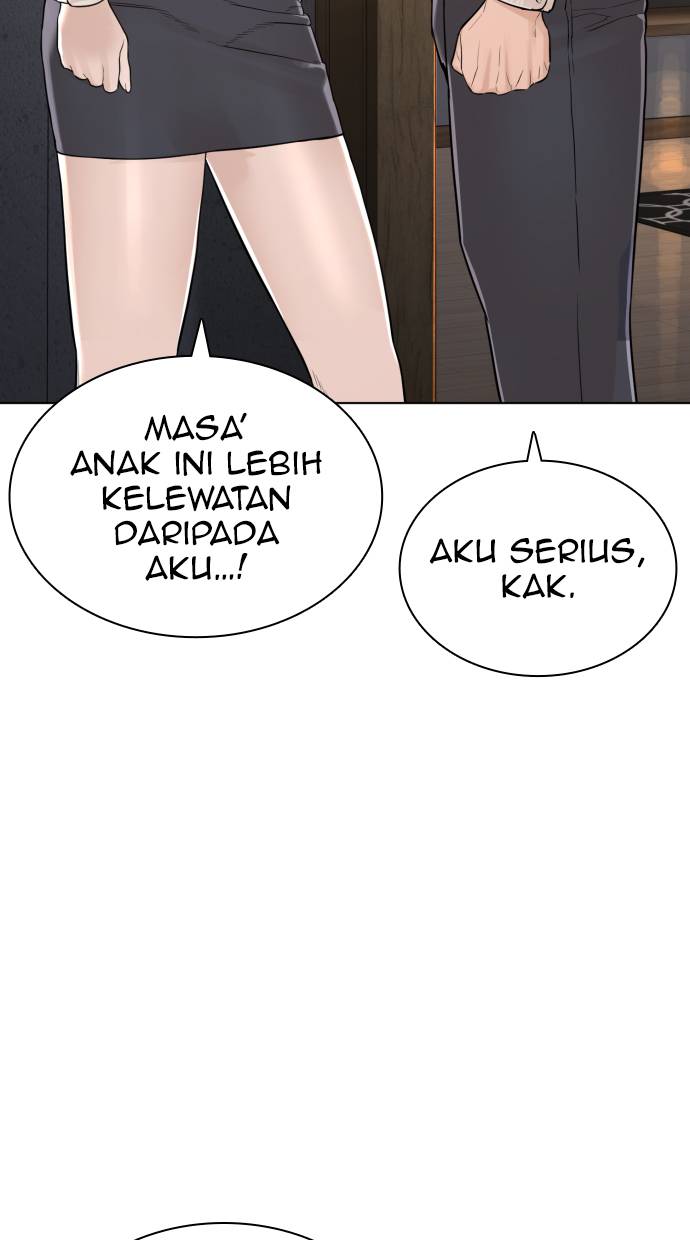 MASA'
ANAK INI LEBIH
KELEWATAN
DARIPADA
AKU...!
AKU SERIUS,
KAK.